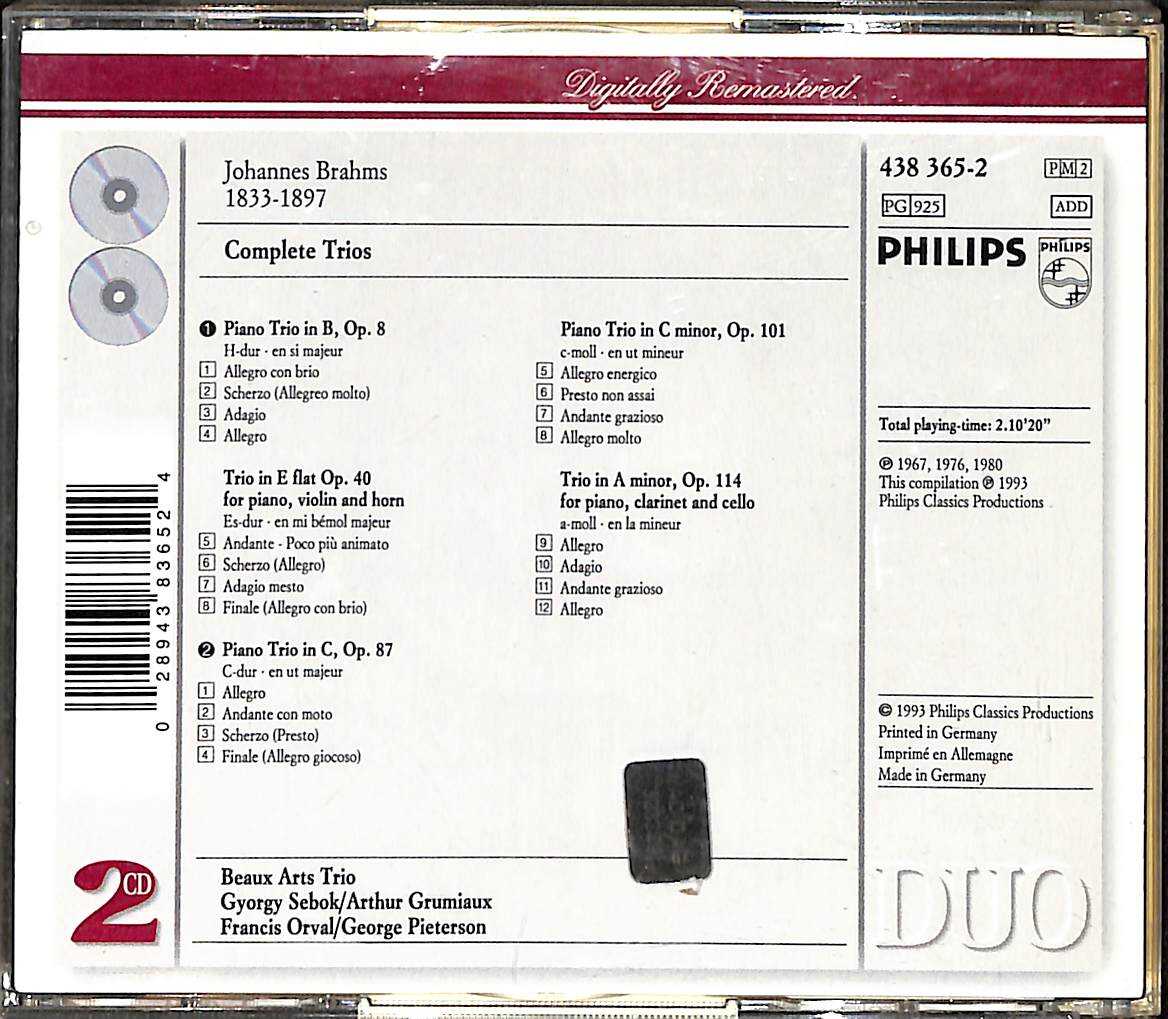 Digitally Remastered
Johannes Brahms
1833-1897
Complete Trios
❶ Piano Trio in B, Op. 8
H-dur · en si majeur
1 Allegro con brio
2 Scherzo (Allegreo molto)
3 Adagio
4 Allegro
Trio in E flat Op. 40
for piano, violin and horn
Es-dur · en mi bémol majeur
5 Andante - Poco più animato
6 Scherzo (Allegro)
7 Adagio mesto
8 Finale (Allegro con brio)
❷ Piano Trio in C, Op. 87
C-dur · en ut majeur
1 Allegro
2 Andante con moto
3 Scherzo (Presto)
4 Finale (Allegro giocoso)
Piano Trio in C minor, Op. 101
c-moll · en ut mineur
5 Allegro energico
6 Presto non assai
7 Andante grazioso
8 Allegro molto
Trio in A minor, Op. 114
for piano, clarinet and cello
a-moll · en la mineur
9 Allegro
10 Adagio
11 Andante grazioso
12 Allegro
Beaux Arts Trio
Gyorgy Sebok/Arthur Grumiaux
Francis Orval/George Pieterson
438 365-2
PM2
PG 925
ADD
PHILIPS
PHILIPS
Total playing-time: 2.10'20"
℗ 1967, 1976, 1980
This compilation ℗ 1993
Philips Classics Productions
© 1993 Philips Classics Productions
Printed in Germany
Imprimé en Allemagne
Made in Germany
DUO
2 CD
0 28943 83652 4